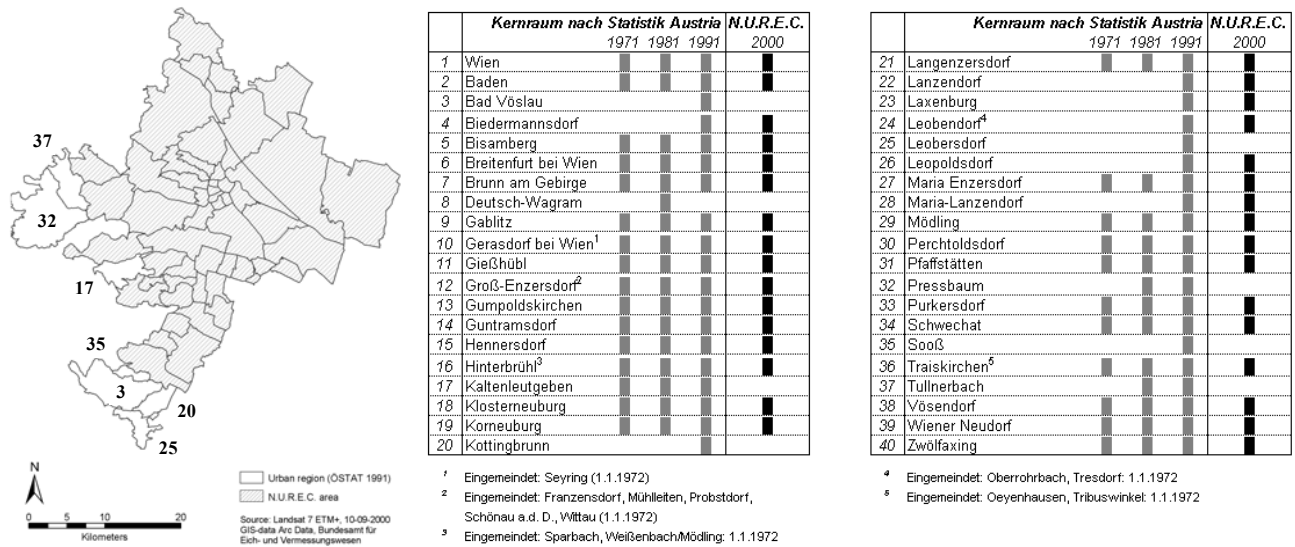 37
32
17
35
3
20
25
N
0 5 10 20
Kilometers
Urban region (ÖSTAT 1991)
N.U.R.E.C. area
Source: Landsat 7 ETM+, 10-09-2000
GIS-data Arc Data, Bundesamt für
Eich- und Vermessungswesen
Kernraum nach Statistik Austria N.U.R.E.C.
1971 1981 1991 2000
1 Wien
2 Baden
3 Bad Vöslau
4 Biedermannsdorf
5 Bisamberg
6 Breitenfurt bei Wien
7 Brunn am Gebirge
8 Deutsch-Wagram
9 Gablitz
10 Gerasdorf bei Wien¹
11 Gießhübl
12 Groß-Enzersdorf²
13 Gumpoldskirchen
14 Guntramsdorf
15 Hennersdorf
16 Hinterbrühl³
17 Kaltenleutgeben
18 Klosterneuburg
19 Korneuburg
20 Kottingbrunn
¹ Eingemeindet: Seyring (1.1.1972)
² Eingemeindet: Franzensdorf, Mühlleiten, Probstdorf,
Schönau a.d. D., Wittau (1.1.1972)
³ Eingemeindet: Sparbach, Weißenbach/Mödling: 1.1.1972
Kernraum nach Statistik Austria N.U.R.E.C.
1971 1981 1991 2000
21 Langenzersdorf
22 Lanzendorf
23 Laxenburg
24 Leobendorf⁴
25 Leobersdorf
26 Leopoldsdorf
27 Maria Enzersdorf
28 Maria-Lanzendorf
29 Mödling
30 Perchtoldsdorf
31 Pfaffstätten
32 Pressbaum
33 Purkersdorf
34 Schwechat
35 Sooß
36 Traiskirchen⁵
37 Tullnerbach
38 Vösendorf
39 Wiener Neudorf
40 Zwölfaxing
⁴ Eingemeindet: Oberrohrbach, Tresdorf: 1.1.1972
⁵ Eingemeindet: Oeyenhausen, Tribuswinkel: 1.1.1972